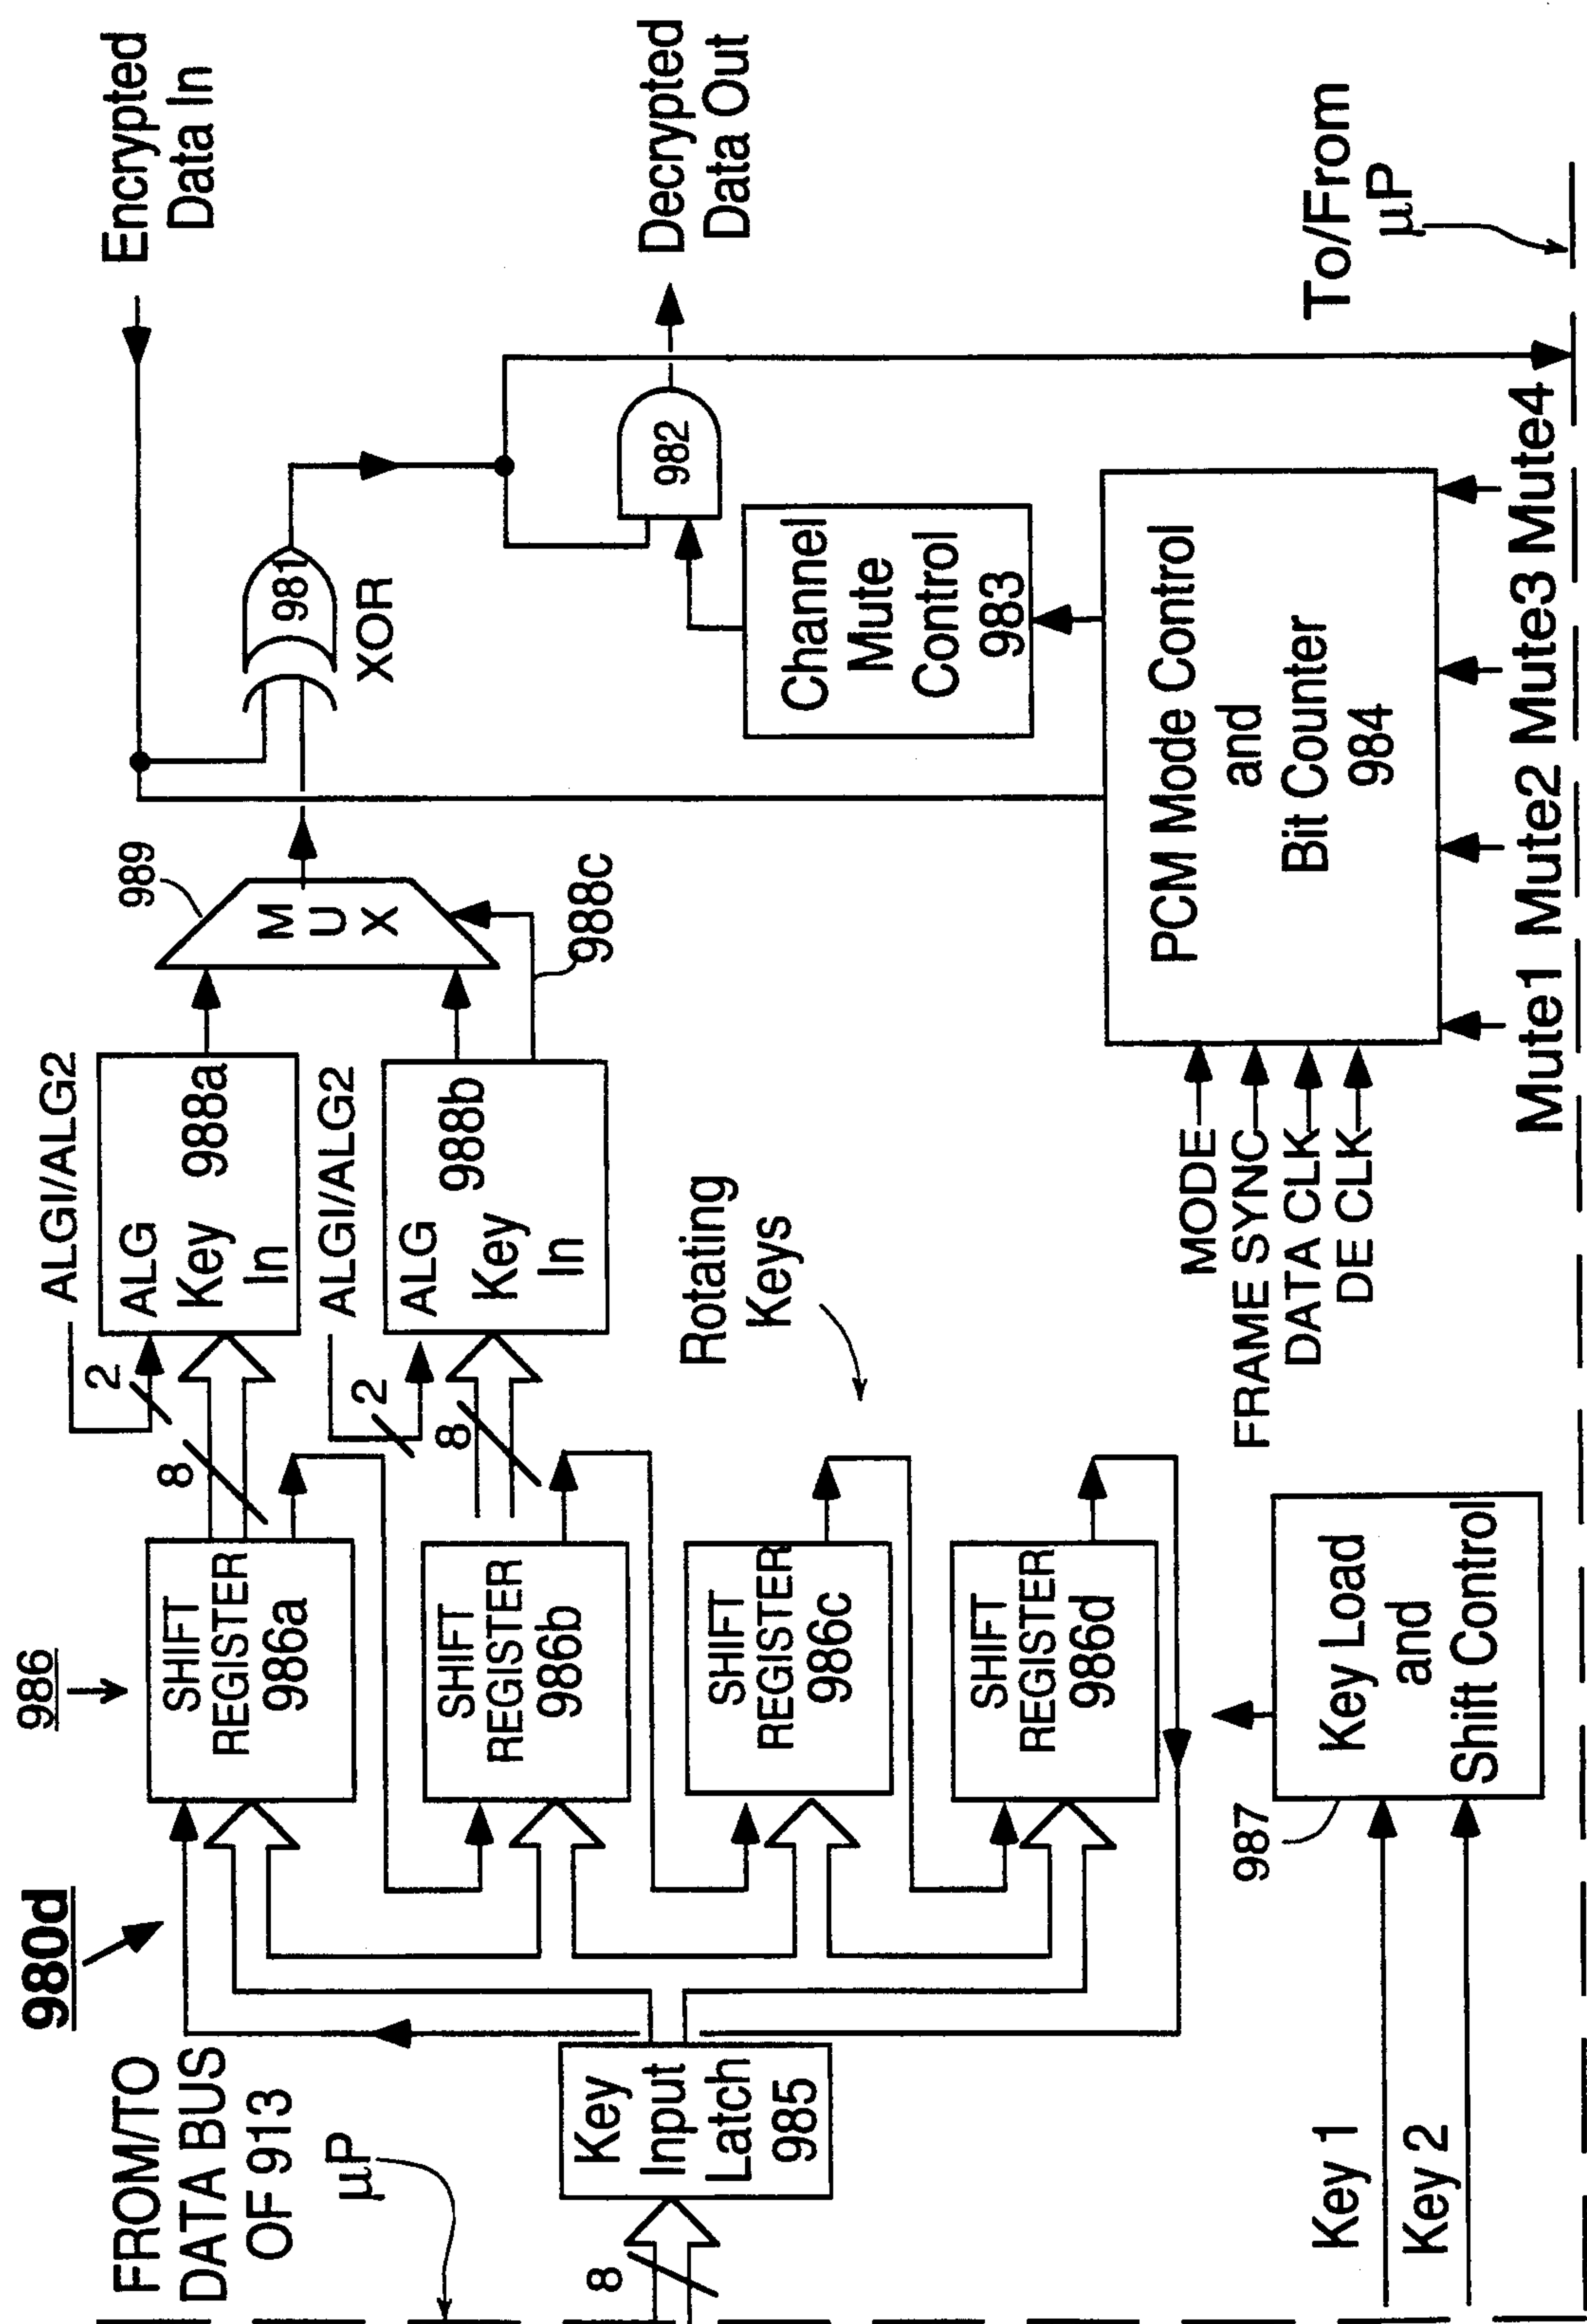 980d
FROM/TO
DATA BUS
OF 913
µP
8
Key
Input
Latch
985
986
SHIFT
REGISTER
986a
SHIFT
REGISTER
986b
SHIFT
REGISTER
986c
SHIFT
REGISTER
986d
8
2
ALGI/ALG2
ALG
Key 988a
In
8
2
ALGI/ALG2
ALG
988b
Key
In
Rotating
Keys
989
MUX
988c
981
XOR
Encrypted
Data In
982
Decrypted
Data Out
Channel
Mute
Control
983
PCM Mode Control
and
Bit Counter
984
MODE
FRAME SYNC
DATA CLK
DE CLK
Mute1 Mute2 Mute3 Mute4
To/From
µP
Key 1
Key 2
987
Key Load
and
Shift Control